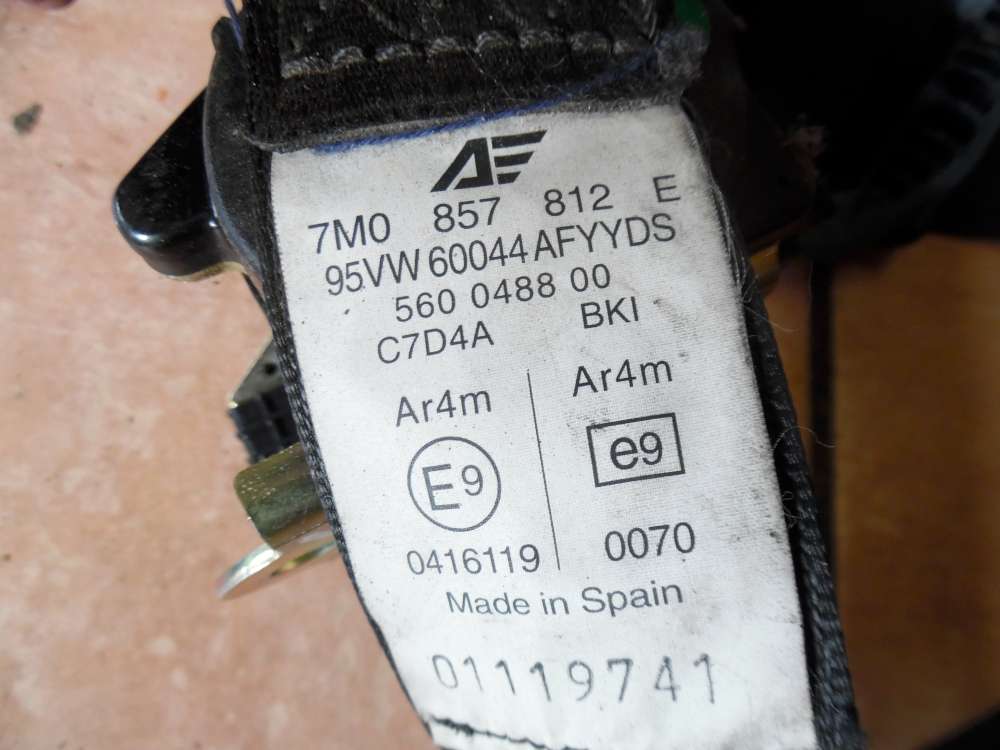 AE
7M0 857 812 E
95VW 60044 AFYYDS
560 0488 00
C7D4A BKI
Ar4m Ar4m
E9 e9
0416119 0070
Made in Spain
01119741